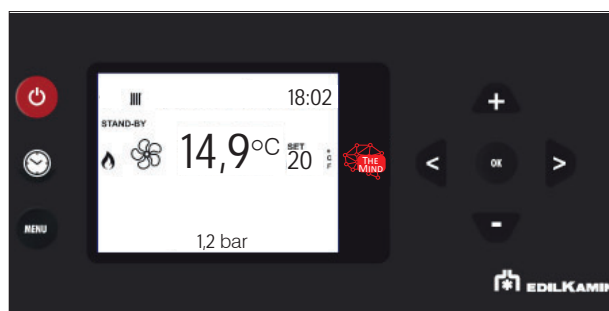 18:02
STAND-BY
14,9°C
SET
20
°C
F
THE
MIND
1,2 bar
MENU
+
<
OK
>
-
EDILKAMIN